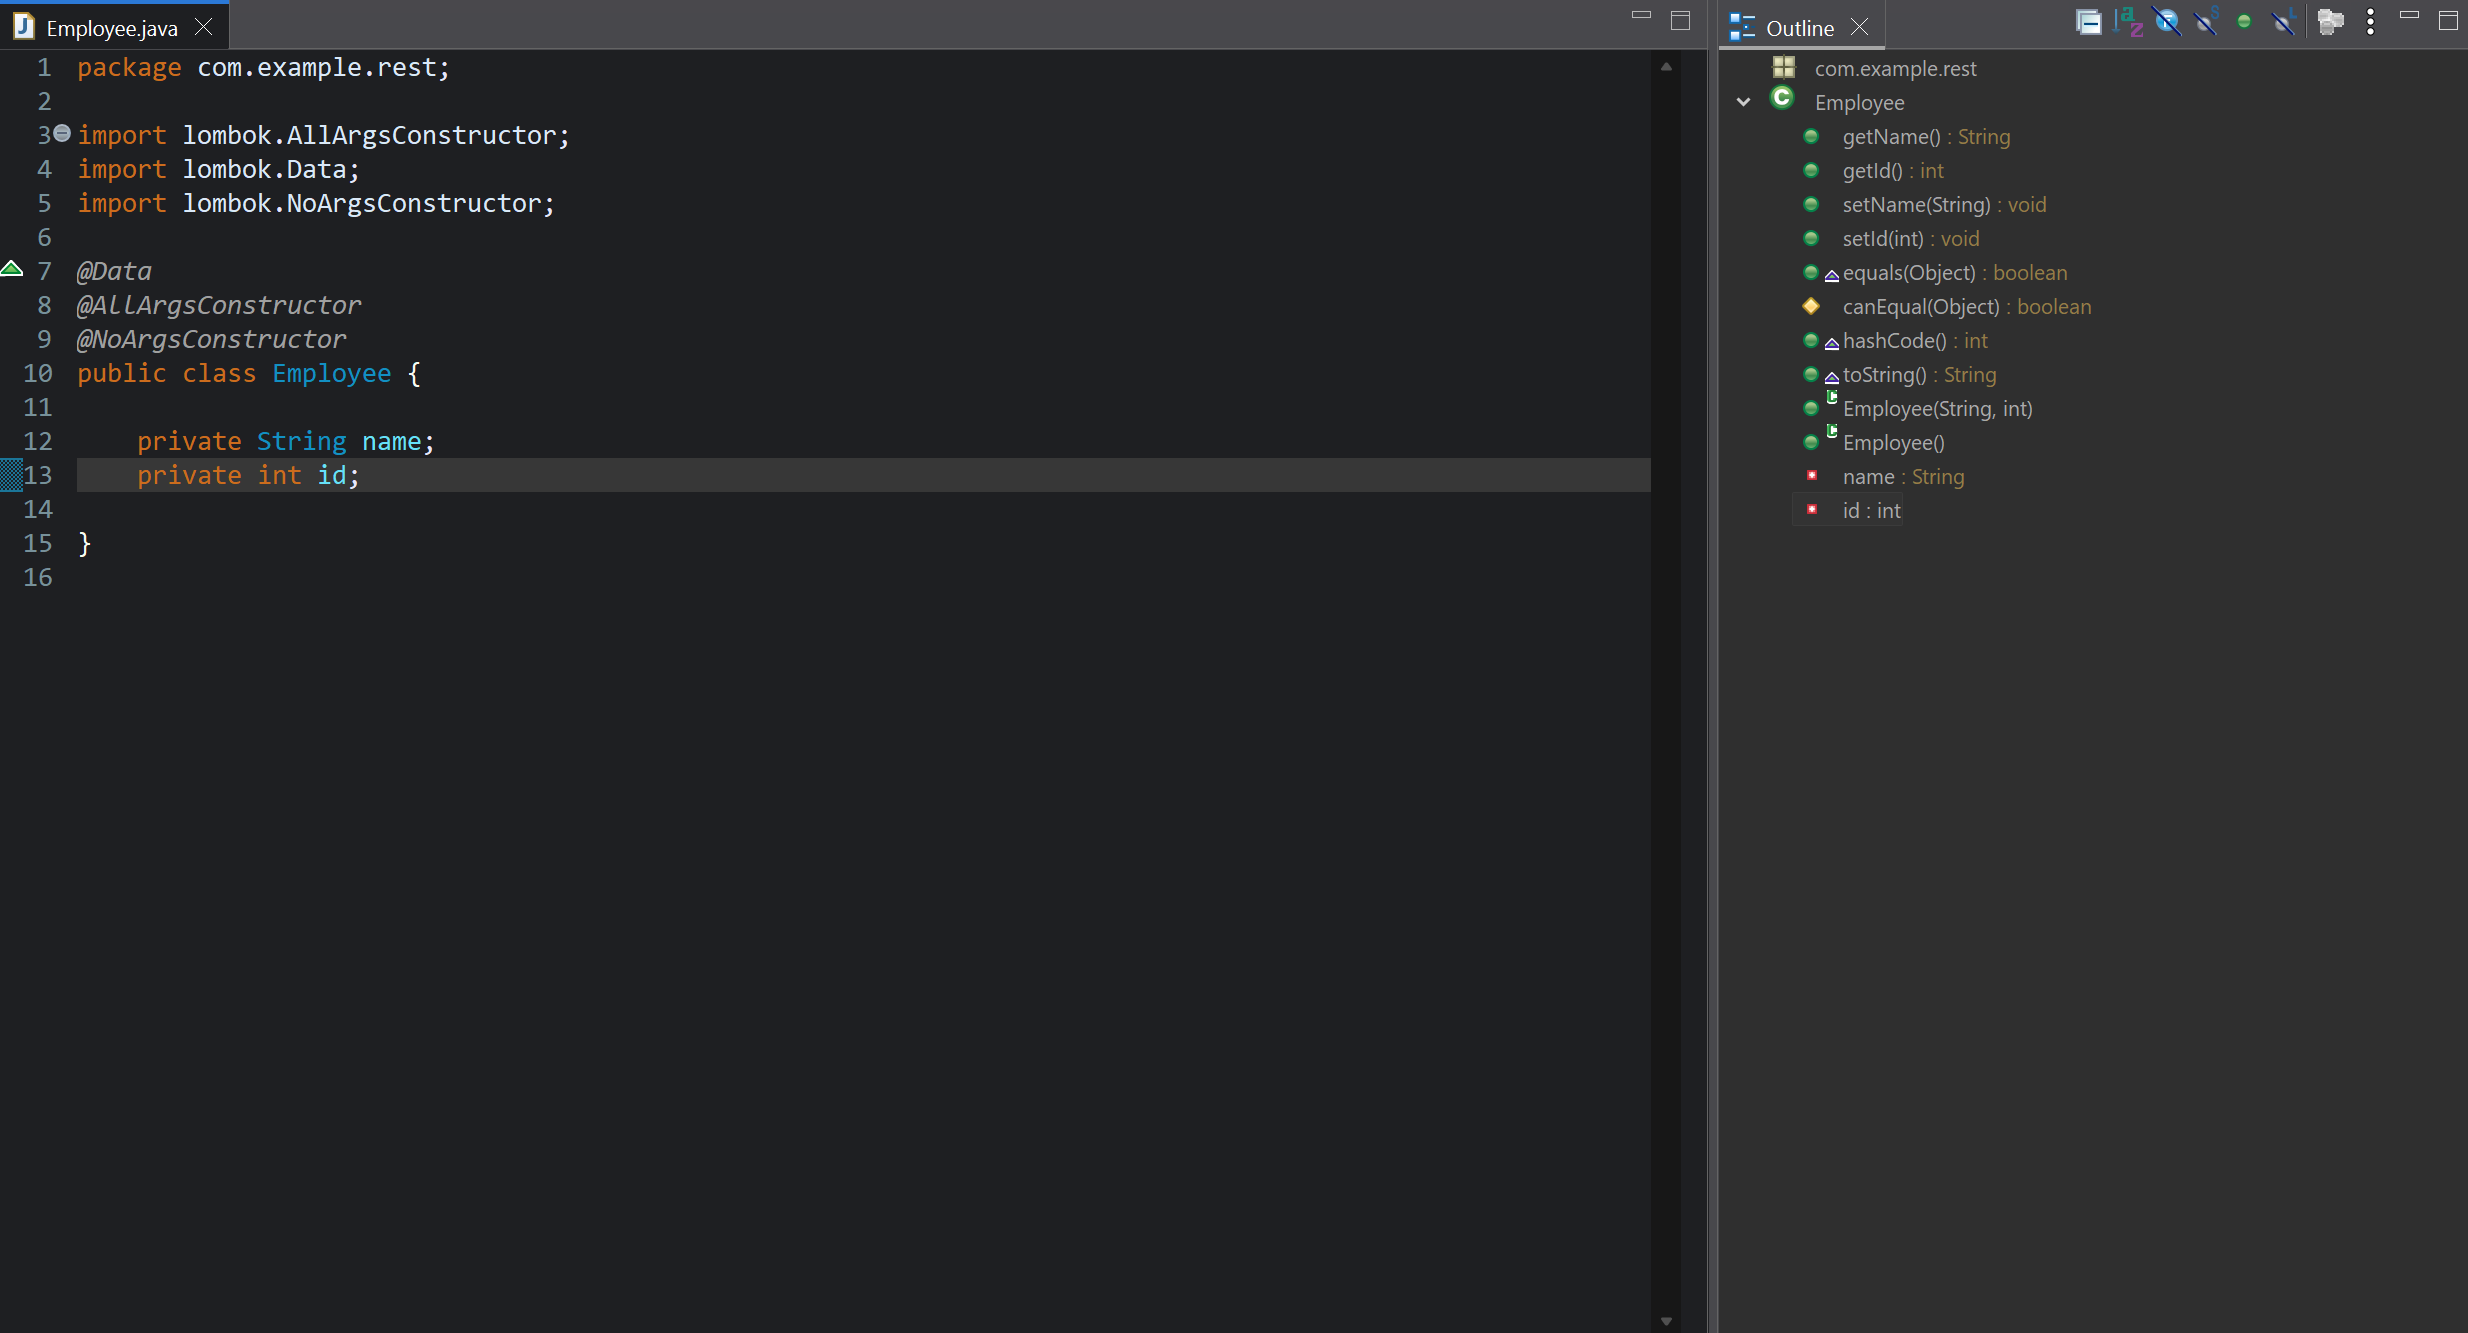 Employee.java
1 package com.example.rest;
2
3 import lombok.AllArgsConstructor;
4 import lombok.Data;
5 import lombok.NoArgsConstructor;
6
7 @Data
8 @AllArgsConstructor
9 @NoArgsConstructor
10 public class Employee {
11
12 private String name;
13 private int id;
14
15 }
16
Outline
com.example.rest
Employee
getName() : String
getId() : int
setName(String) : void
setId(int) : void
equals(Object) : boolean
canEqual(Object) : boolean
hashCode() : int
toString() : String
Employee(String, int)
Employee()
name : String
id : int